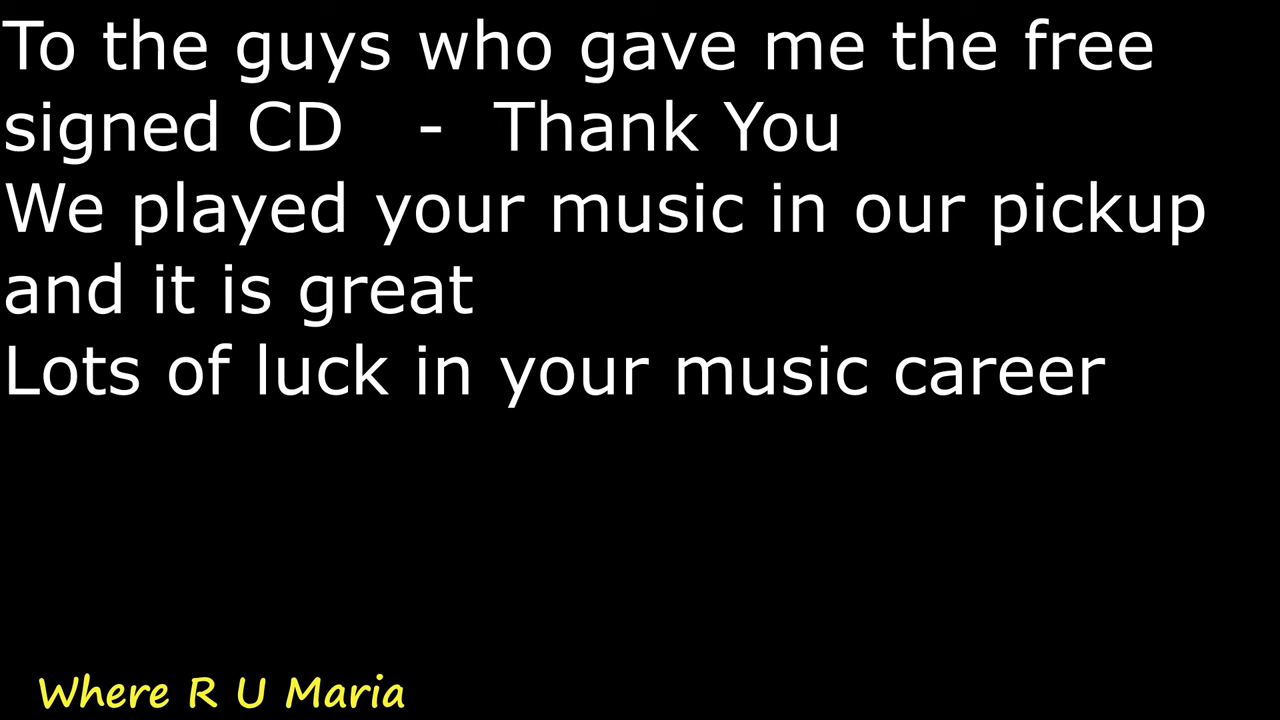 To the guys who gave me the free
signed CD - Thank You
We played your music in our pickup
and it is great
Lots of luck in your music career
Where R U Maria